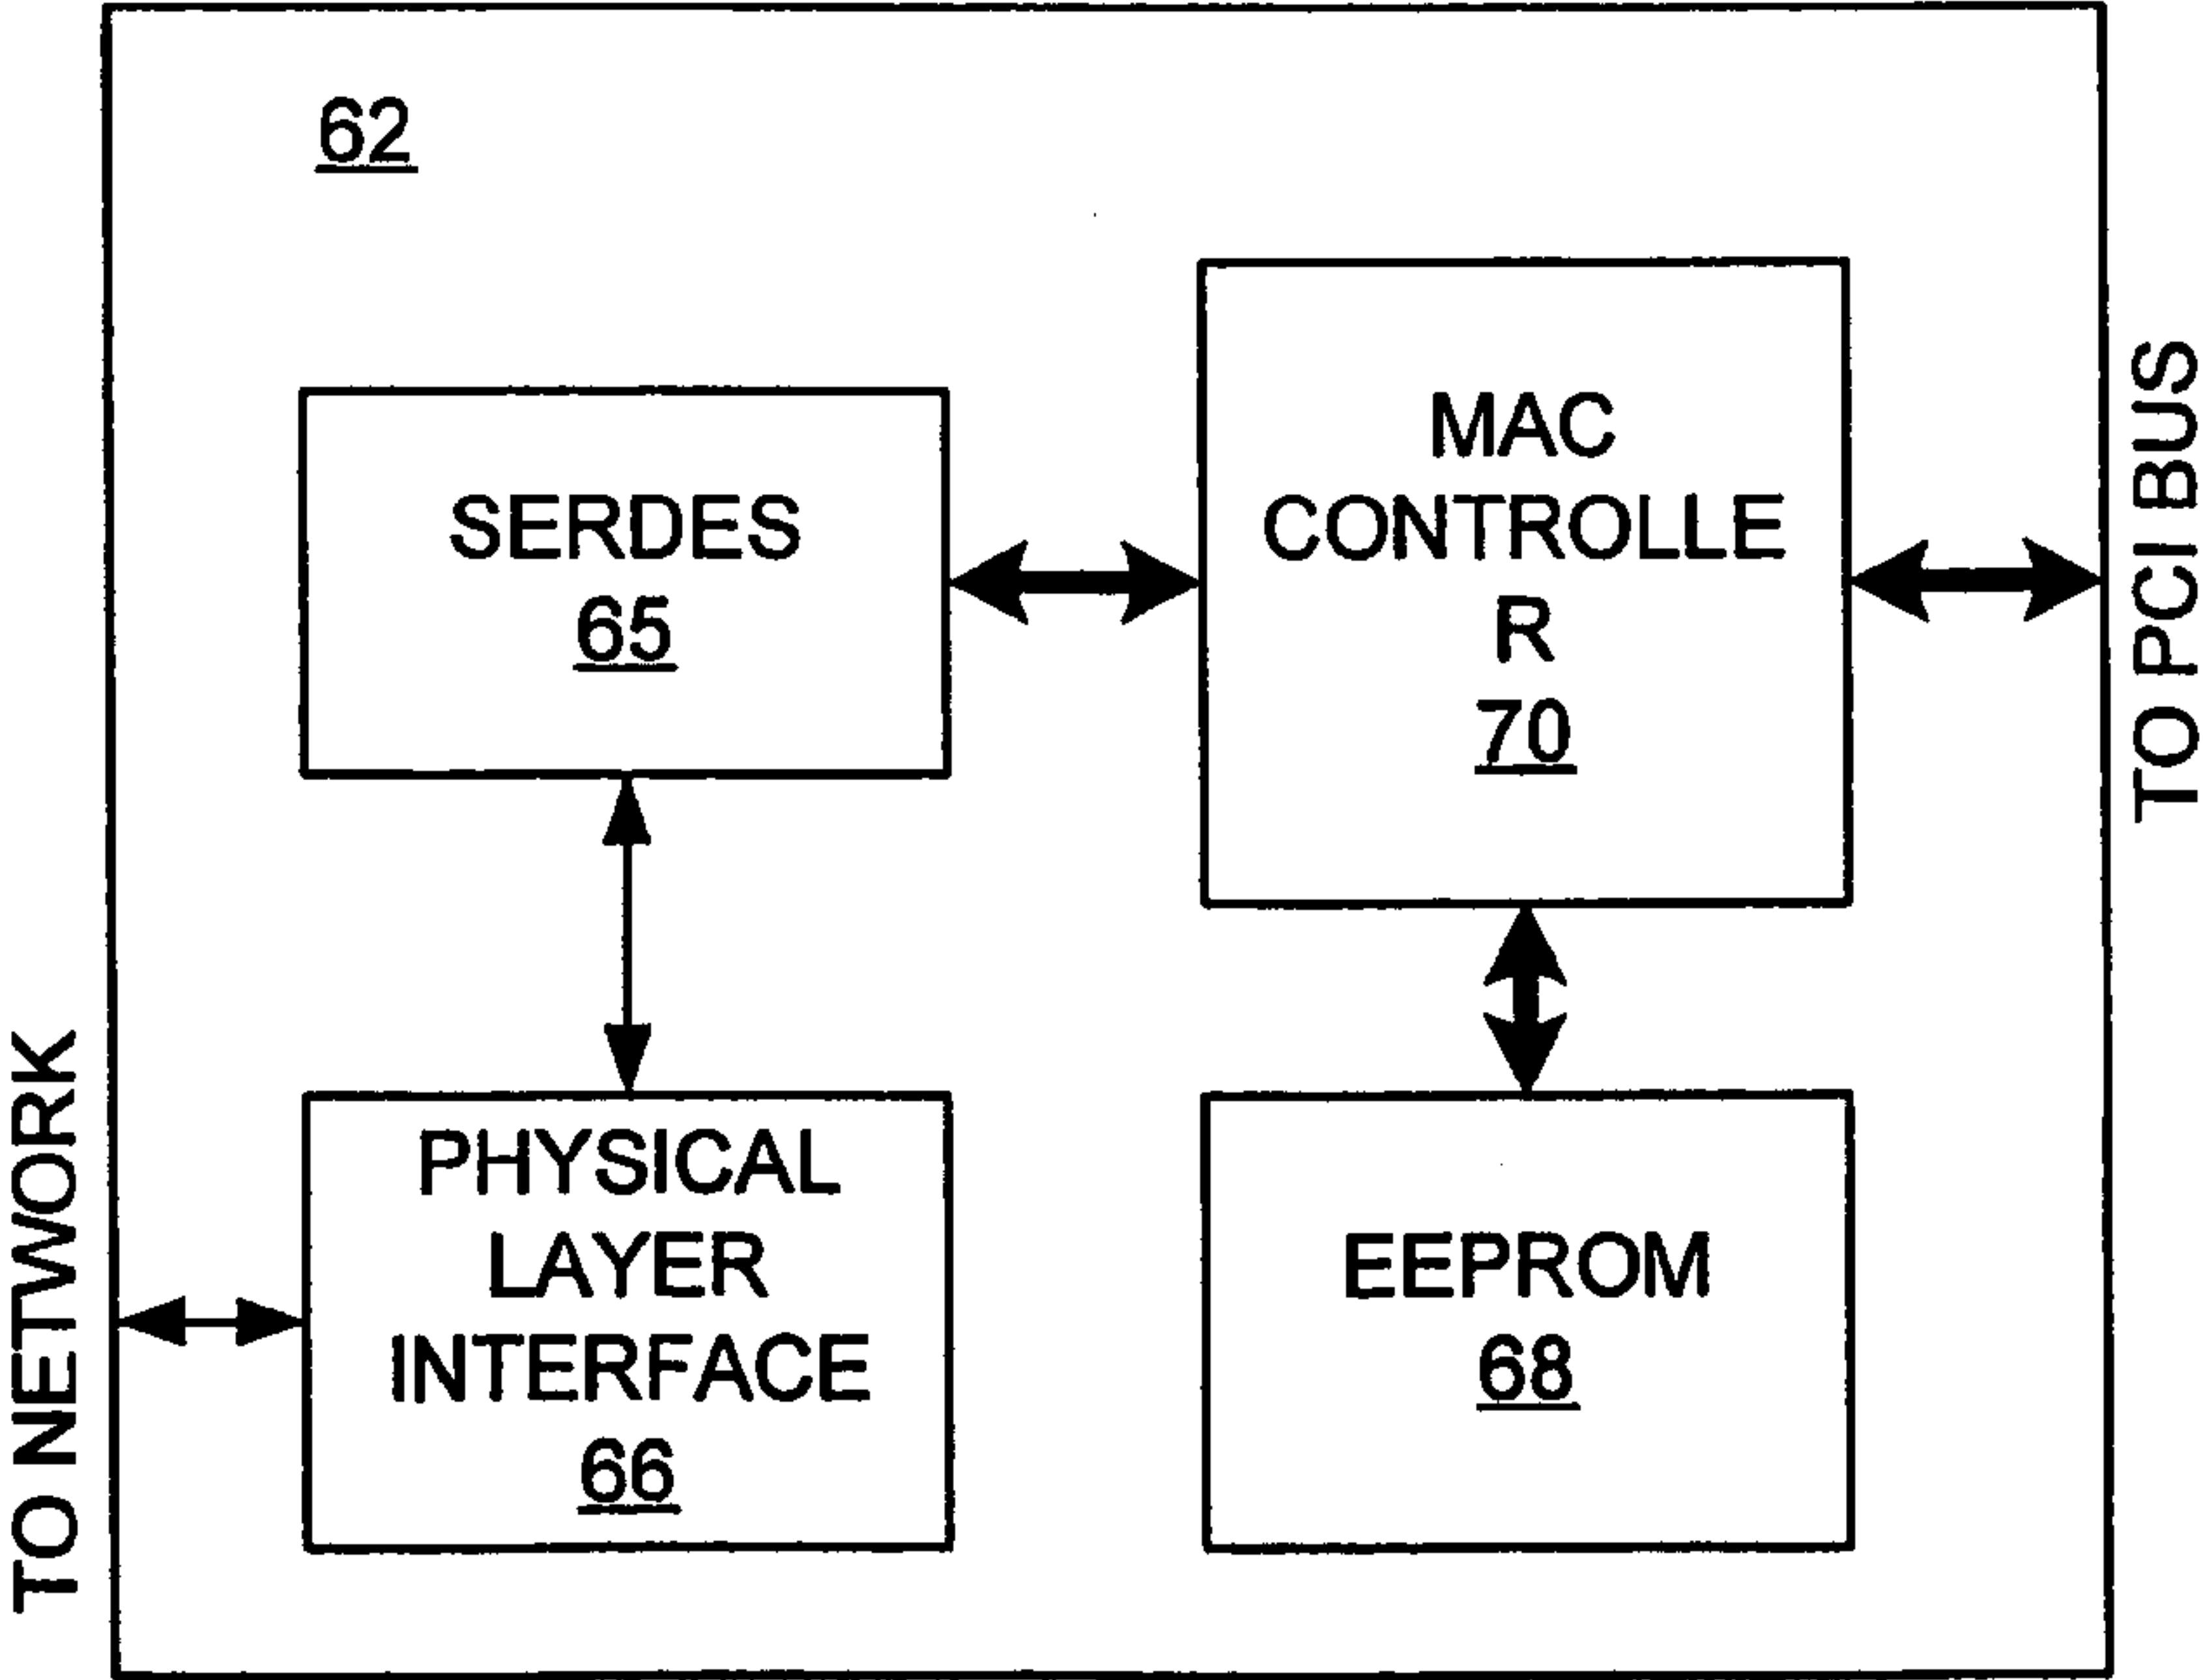 62
SERDES
65
MAC
CONTROLLE
R
70
TO PCI BUS
PHYSICAL
LAYER
INTERFACE
66
EEPROM
68
TO NETWORK